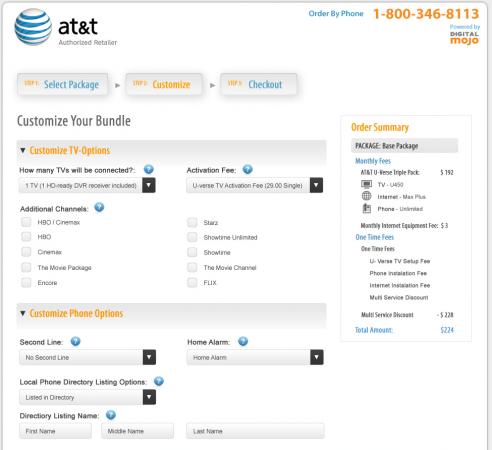 at&t
Authorized Retailer
Order By Phone 1-800-346-8113
Powered by
DIGITAL
mojo
STEP 1: Select Package
STEP 2: Customize
STEP 3: Checkout
Customize Your Bundle
Customize TV-Options
How many TVs will be connected?: ?
Activation Fee: ?
1 TV (1 HD-ready DVR receiver included)
U-verse TV Activation Fee (29.00 Single)
Additional Channels: ?
HBO / Cinemax
Starz
HBO
Showtime Unlimited
Cinemax
Showtime
The Movie Package
The Movie Channel
Encore
FLIX
Customize Phone Options
Second Line: ?
Home Alarm: ?
No Second Line
Home Alarm
Local Phone Directory Listing Options: ?
Listed in Directory
Directiory Listing Name: ?
First Name
Middle Name
Last Name
Order Summary
PACKAGE: Base Package
Monthly Fees
AT&T U-Verse Triple Pack: $ 192
TV - U450
Internet - Max Plus
Phone - Unlimited
Monthly Internet Equipment Fee: $ 3
One Time Fees
One Time Fees
U- Verse TV Setup Fee
Phone Instalation Fee
Internet Instalation Fee
Multi Service Discount
Multi Service Discount - $ 228
Total Amount: $224